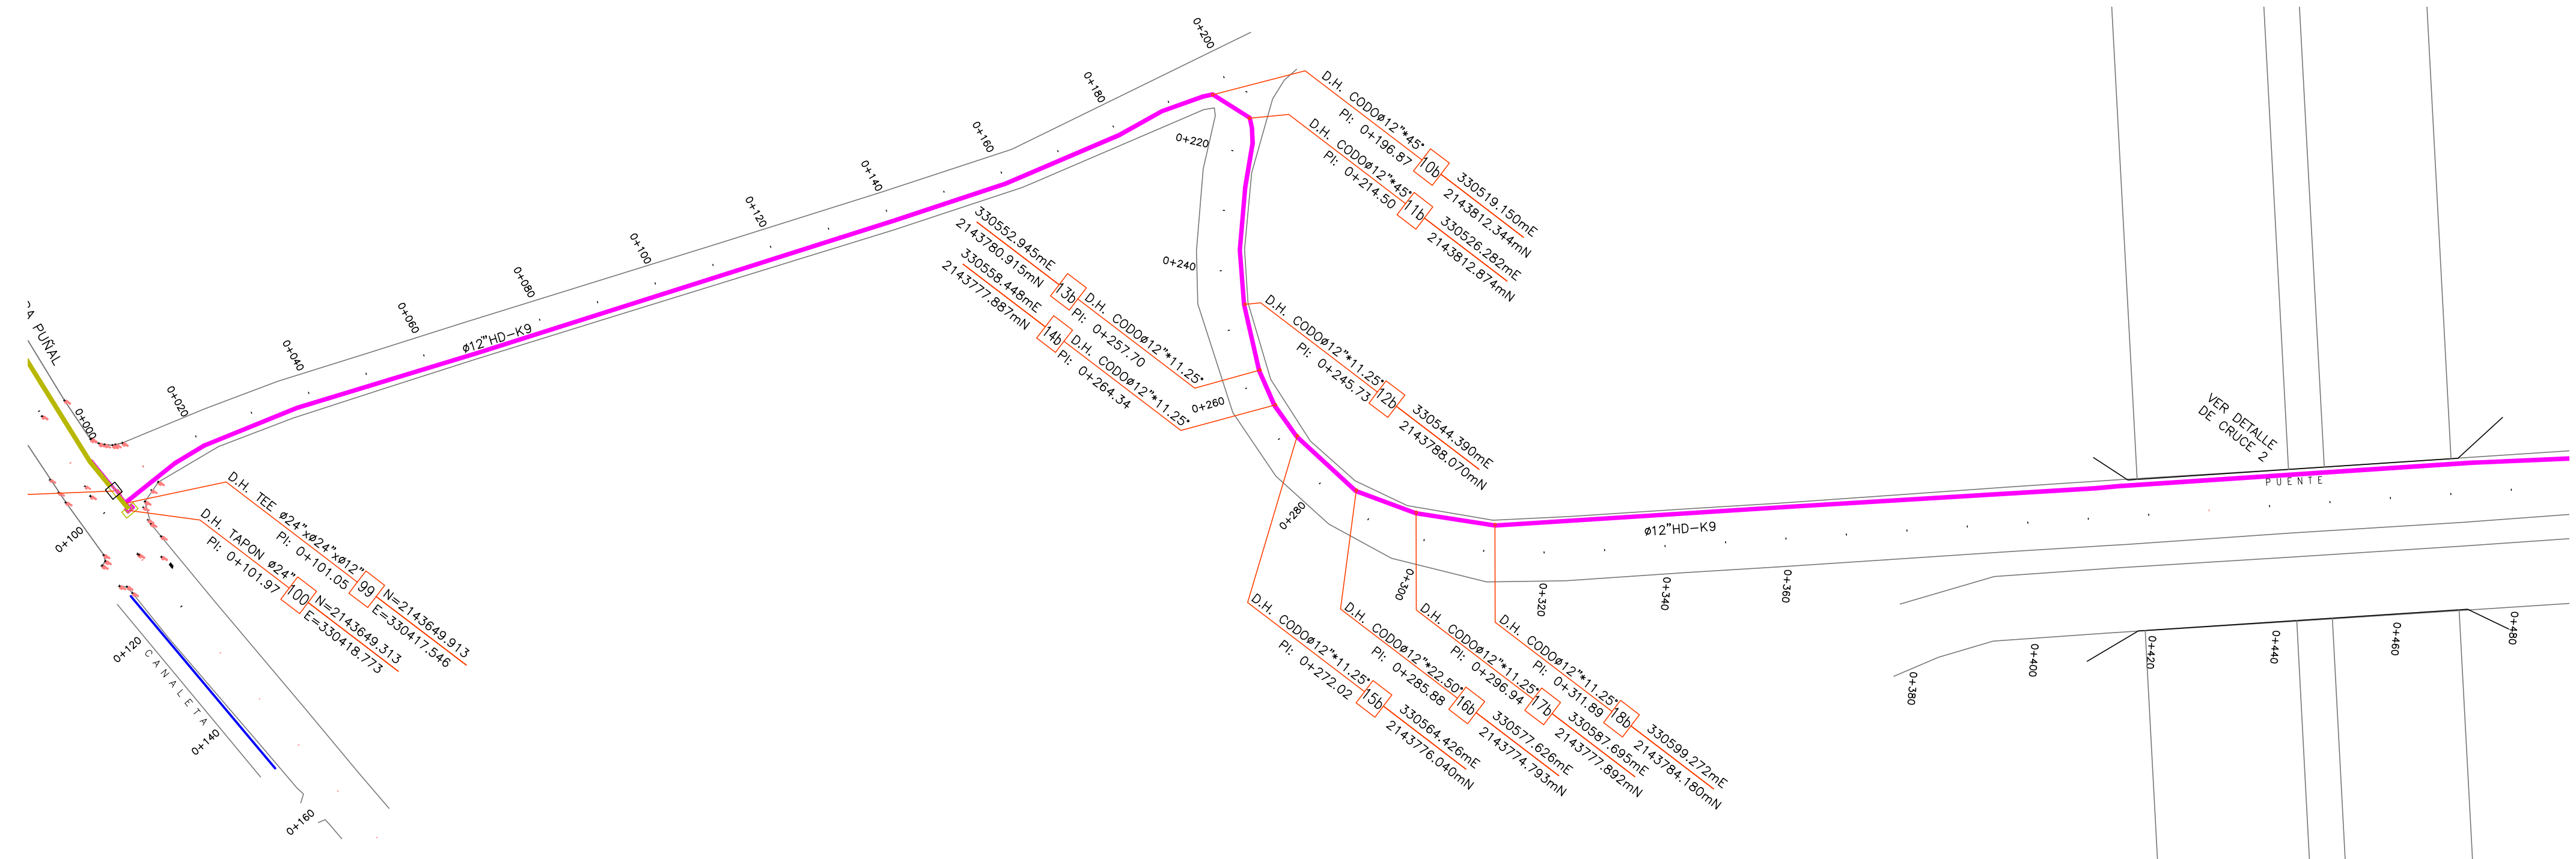 0+200
0+180
0+160
0+140
0+120
0+100
0+080
0+060
0+040
0+020
0+000
PUÑAL
ø12"HD-K9
0+220
0+240
0+260
0+280
0+300
0+320
0+340
0+360
0+380
0+400
0+420
0+440
0+460
0+480
D.H. CODOø12"*45°
PI: 0+196.87
10b
330519.150mE
2143812.344mN
D.H. CODOø12"*45°
PI: 0+214.50
11b
330526.282mE
2143812.874mN
330552.945mE
2143780.915mN
13b
D.H. CODOø12"*11.25°
PI: 0+257.70
330558.448mE
2143777.887mN
14b
D.H. CODOø12"*11.25°
PI: 0+264.34
D.H. CODOø12"*11.25°
PI: 0+245.73
12b
330544.390mE
2143788.070mN
D.H. TEE ø24"xø24"xø12"
PI: 0+101.05
99
N=2143649.913
E=330417.546
D.H. TAPON ø24"
PI: 0+101.97
100
N=2143649.313
E=330418.773
0+100
0+120
CANALETA
0+140
0+160
D.H. CODOø12"*11.25°
PI: 0+272.02
15b
330564.426mE
2143776.040mN
D.H. CODOø12"*22.50°
PI: 0+285.88
16b
330577.626mE
2143774.793mN
D.H. CODOø12"*11.25°
PI: 0+296.94
17b
330587.695mE
2143777.892mN
D.H. CODOø12"*11.25°
PI: 0+311.89
18b
330599.272mE
2143784.180mN
ø12"HD-K9
VER DETALLE
DE CRUCE 2
PUENTE